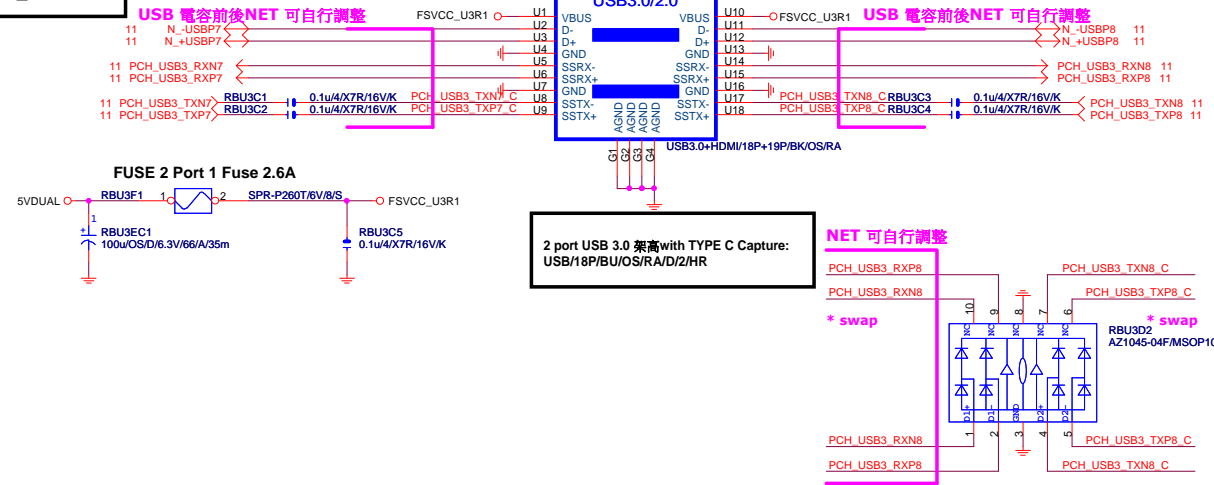 USB3.0/2.0
USB 電容前後NET 可自行調整
FSVCC_U3R1
U1
VBUS
VBUS
U10
FSVCC_U3R1
USB 電容前後NET 可自行調整
11
N_-USBP7
U2
D-
D-
U11
N_-USBP8 11
11
N_+USBP7
U3
D+
D+
U12
N_+USBP8 11
U4
GND
GND
U13
11 PCH_USB3_RXN7
U5
SSRX-
SSRX-
U14
PCH_USB3_RXN8 11
11 PCH_USB3_RXP7
U6
SSRX+
SSRX+
U15
PCH_USB3_RXP8 11
U7
GND
GND
U16
11 PCH_USB3_TXN7
RBU3C1
0.1u/4/X7R/16V/K
PCH_USB3_TXN7_C
U8
SSTX-
SSTX-
U17
PCH_USB3_TXN8_C
RBU3C3
0.1u/4/X7R/16V/K
PCH_USB3_TXN8 11
11 PCH_USB3_TXP7
RBU3C2
0.1u/4/X7R/16V/K
PCH_USB3_TXP7_C
U9
SSTX+
SSTX+
U18
PCH_USB3_TXP8_C
RBU3C4
0.1u/4/X7R/16V/K
PCH_USB3_TXP8 11
AGND
AGND
AGND
AGND
G1
G2
G3
G4
USB3.0+HDMI/18P+19P/BK/OS/RA
FUSE 2 Port 1 Fuse 2.6A
5VDUAL
RBU3F1
1
2
SPR-P260T/6V/8/S
FSVCC_U3R1
1
+
RBU3EC1
100u/OS/D/6.3V/66/A/35m
RBU3C5
0.1u/4/X7R/16V/K
2 port USB 3.0 架高with TYPE C Capture:
USB/18P/BU/OS/RA/D/2/HR
NET 可自行調整
PCH_USB3_RXP8
PCH_USB3_TXN8_C
PCH_USB3_RXN8
PCH_USB3_TXP8_C
* swap
* swap
10
9
8
7
6
NC
NC
NC
NC
RBU3D2
AZ1045-04F/MSOP10
D1+
D1-
GND
D2+
D2-
1
2
3
4
5
PCH_USB3_RXN8
PCH_USB3_TXP8_C
PCH_USB3_RXP8
PCH_USB3_TXN8_C